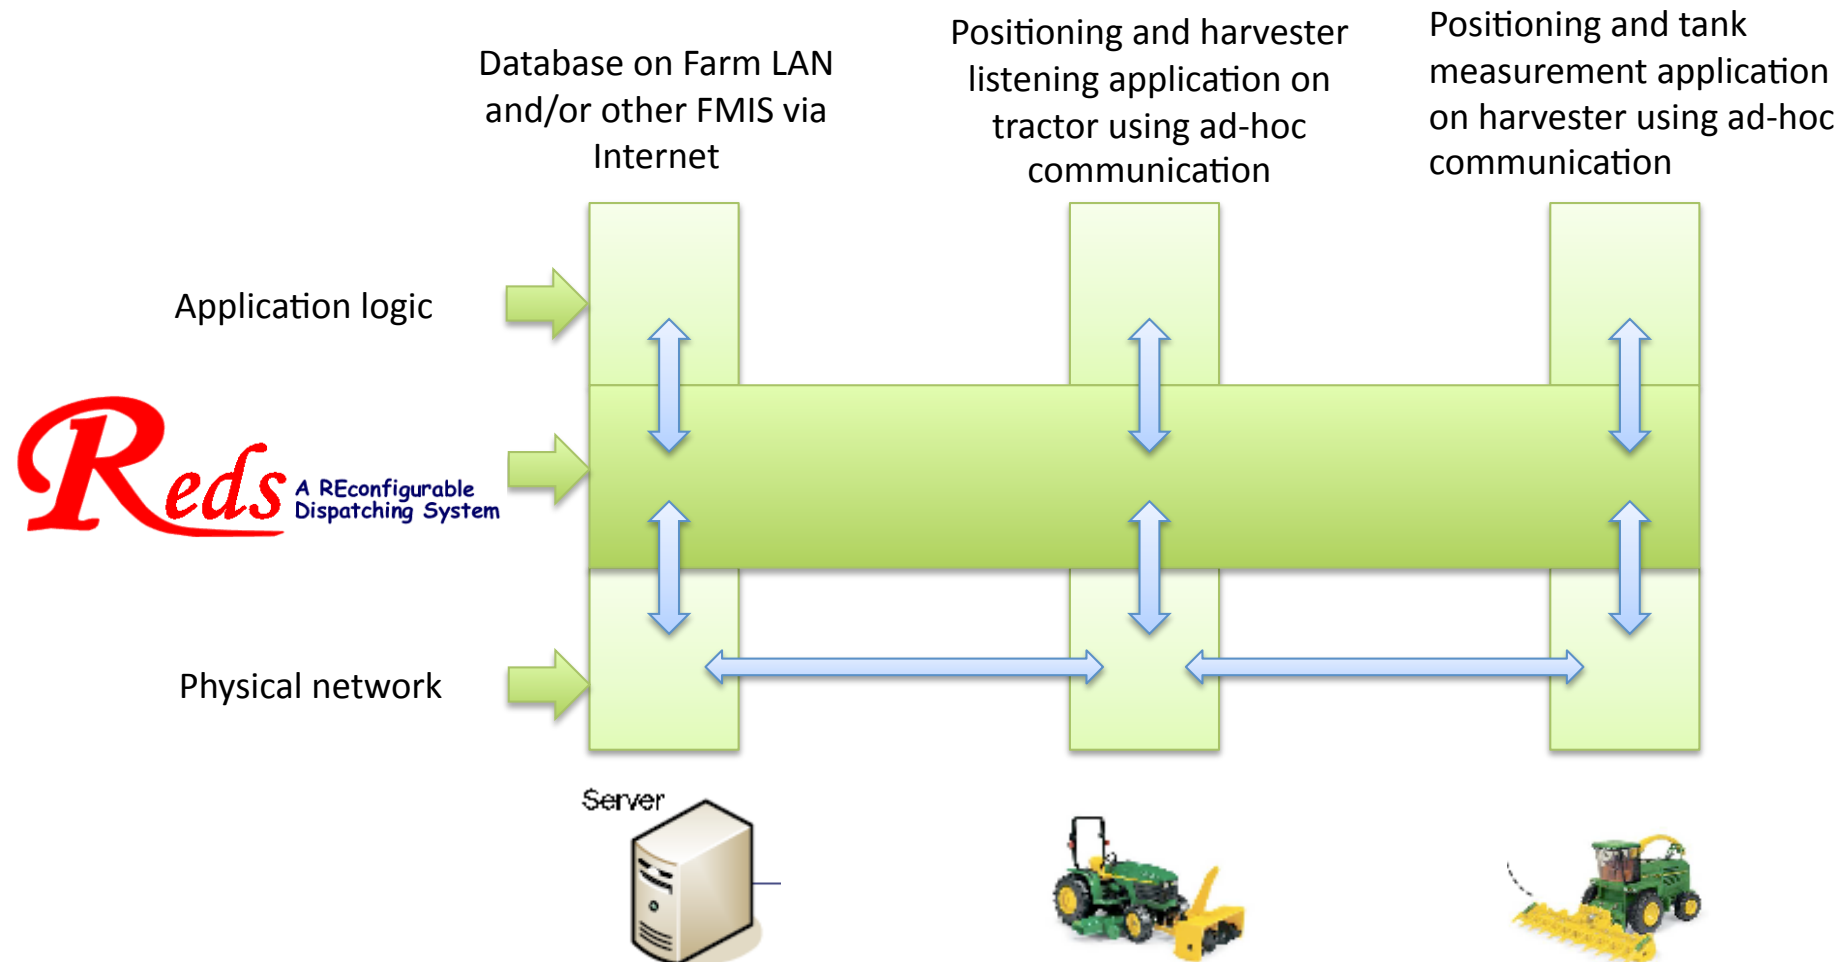 Database on Farm LAN
and/or other FMIS via
Internet
Positioning and harvester
listening application on
tractor using ad-hoc
communication
Positioning and tank
measurement application
on harvester using ad-hoc
communication
Application logic
Reds
A REconfigurable
Dispatching System
Physical network
Server